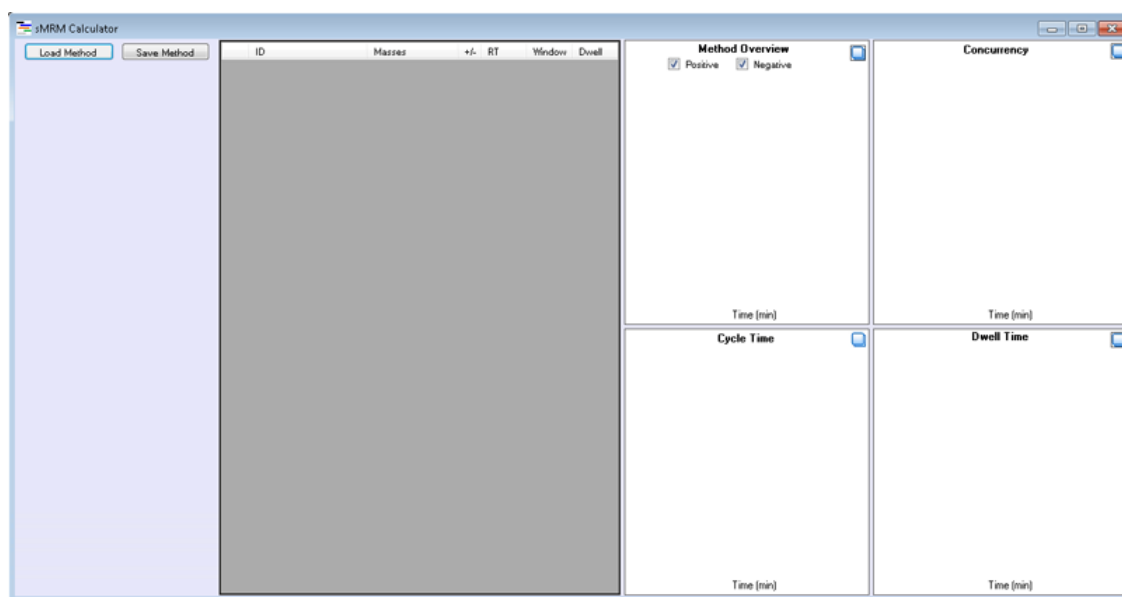 sMRM Calculator
Load Method Save Method
ID Masses +/- RT Window Dwell
Method Overview
Positive Negative
Time (min)
Concurrency
Time (min)
Cycle Time
Time (min)
Dwell Time
Time (min)